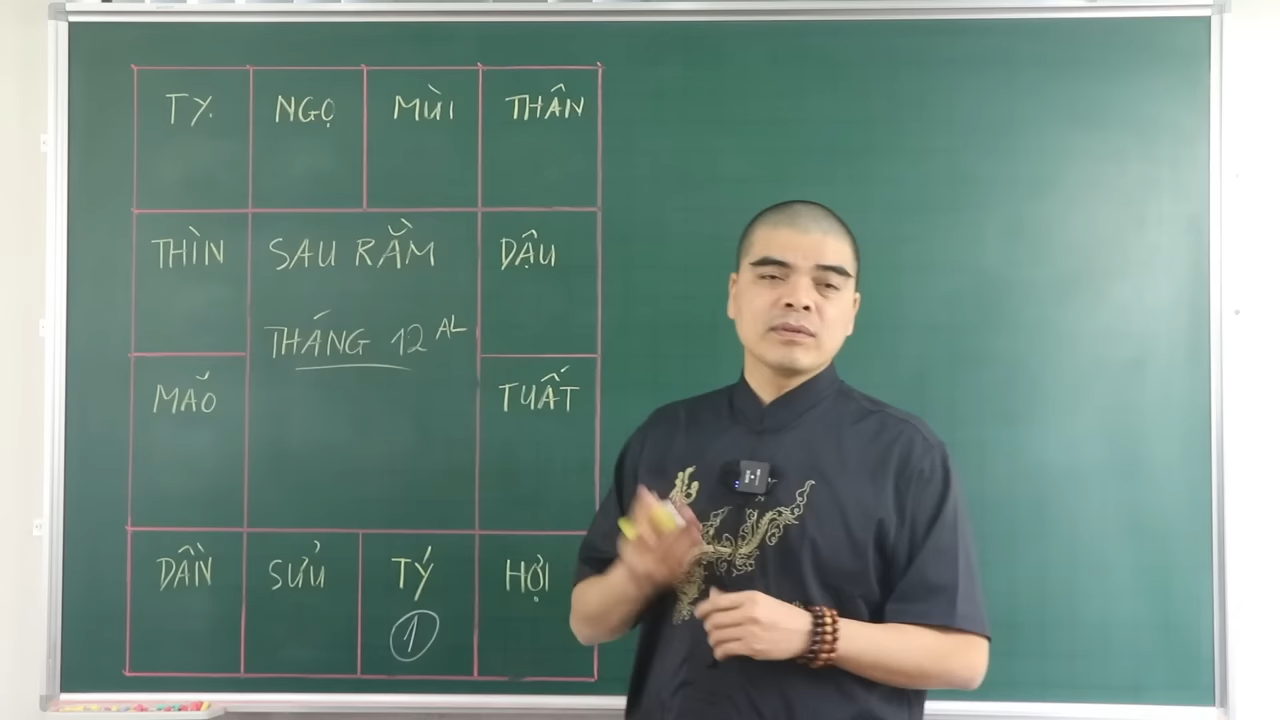 TỴ
NGỌ
MÙI
THÂN
THÌN
SAU RẰM
DẬU
THÁNG 12 AL
MÃO
TUẤT
DẦN
SỬU
TÝ
HỢI
1